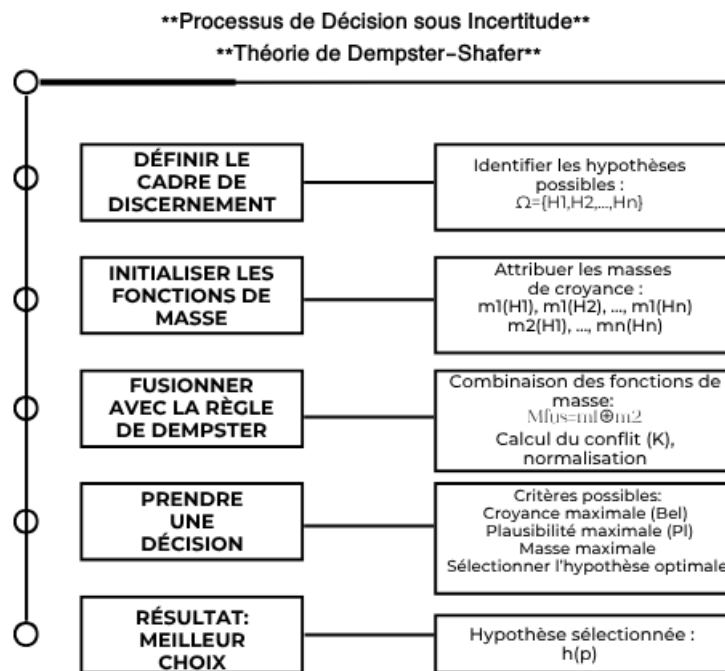 **Processus de Décision sous Incertitude**
**Théorie de Dempster-Shafer**
DÉFINIR LE
CADRE DE
DISCERNEMENT
Identifier les hypothèses
possibles :
Ω={H1,H2,...,Hn}
INITIALISER LES
FONCTIONS DE
MASSE
Attribuer les masses
de croyance :
m1(H1), m1(H2), ..., m1(Hn)
m2(H1), ..., mn(Hn)
FUSIONNER
AVEC LA RÈGLE
DE DEMPSTER
Combinaison des fonctions de
masse:
Mfus=m1⊕m2
Calcul du conflit (K),
normalisation
PRENDRE
UNE
DÉCISION
Critères possibles:
Croyance maximale (Bel)
Plausibilité maximale (Pl)
Masse maximale
Sélectionner l'hypothèse optimale
RÉSULTAT:
MEILLEUR
CHOIX
Hypothèse sélectionnée :
h(p)